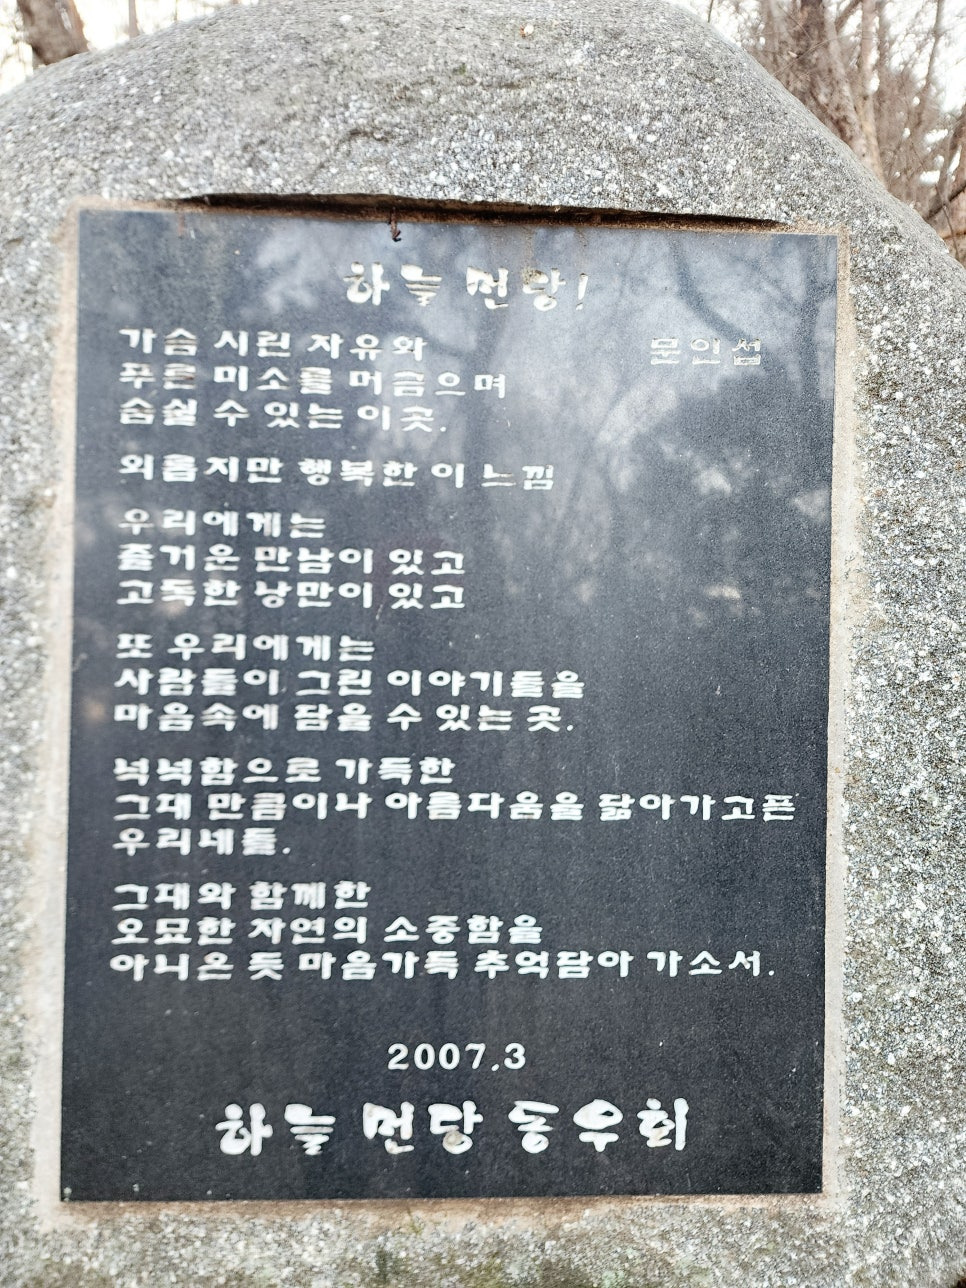 하늘 먼당!
문인섭
가슴 시린 자유와
푸른 미소를 머금으며
숨쉴 수 있는 이 곳.
외롭지만 행복한 이 느낌
우리에게는
즐거운 만남이 있고
고독한 낭만이 있고
또 우리에게는
사람들이 그린 이야기들을
마음속에 담을 수 있는 곳.
넉넉함으로 가득한
그대 만큼이나 아름다움을 닮아가고픈
우리네들.
그대와 함께한
오묘한 자연의 소중함을
아니온 듯 마음가득 추억담아 가소서.
2007.3
하늘 먼당 동우회